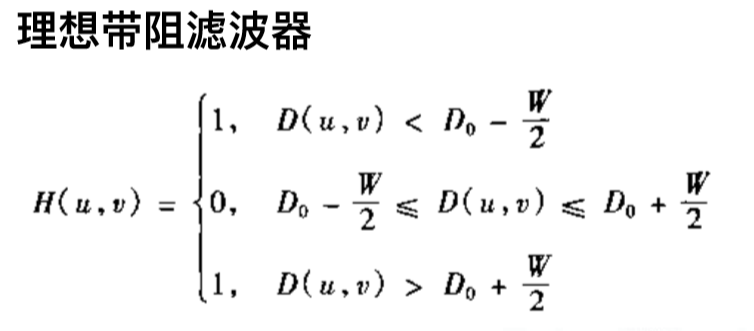 理想带阻滤波器
1, D(u,v) < D₀ - W/2
H(u,v) = { 0, D₀ - W/2 ⩽ D(u,v) ⩽ D₀ + W/2
1, D(u,v) > D₀ + W/2